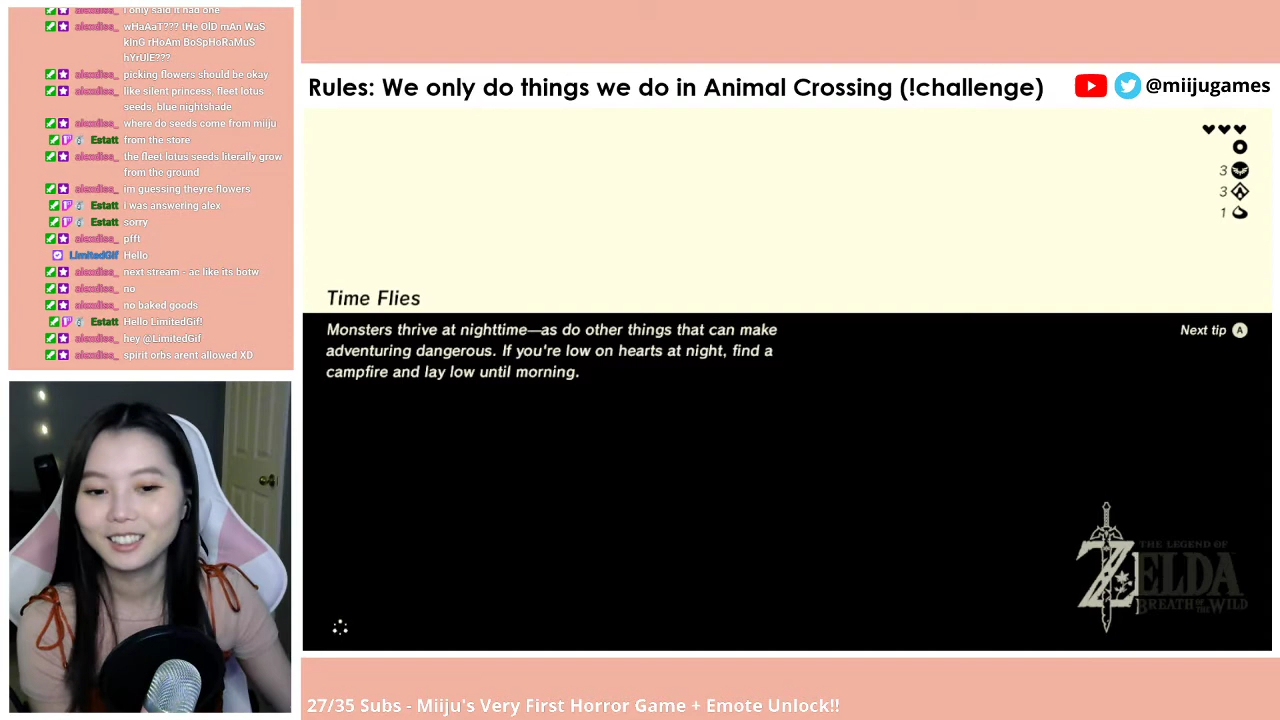 i only said it had one
alexdisa_ wHaAaT??? tHe OlD mAn WaS
kInG rHoAm BoSpHoRaMuS
hYrUlE???
picking flowers should be okay
like silent princess, fleet lotus
seeds, blue nightshade
where do seeds come from miiju
Estatt from the store
the fleet lotus seeds literally grow
from the ground
im guessing theyre flowers
Estatt i was answering alex
Estatt sorry
pfft
LimitedGif Hello
next stream - ac like its botw
no
no baked goods
Estatt Hello LimitedGif!
hey @LimitedGif
spirit orbs arent allowed XD
Rules: We only do things we do in Animal Crossing (!challenge)
@miijugames
3
3
1
Time Flies
Monsters thrive at nighttime—as do other things that can make
adventuring dangerous. If you're low on hearts at night, find a
campfire and lay low until morning.
Next tip A
THE LEGEND OF
ZELDA
BREATH OF THE WILD
27/35 Subs - Miiju's Very First Horror Game + Emote Unlock!!